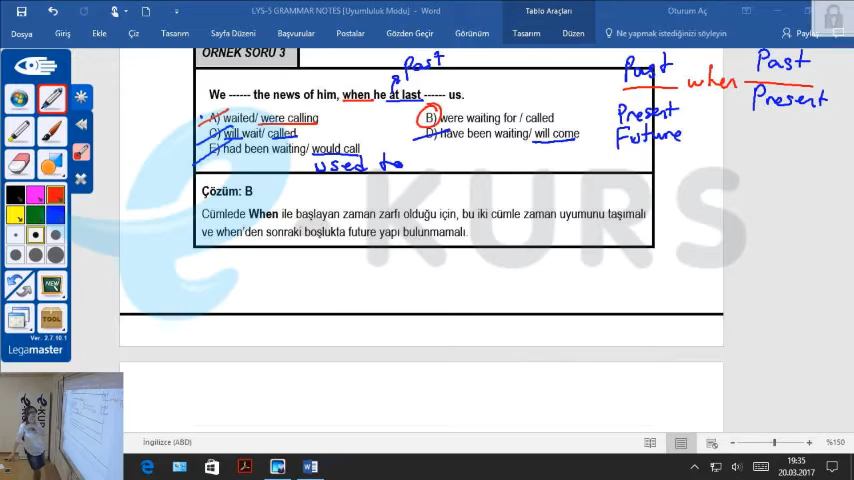 LYS-5 GRAMMAR NOTES [Uyumluluk Modu] - Word
Tablo Araçları
Oturum Aç
Dosya Giriş Ekle Çiz Tasarım Sayfa Düzeni Başvurular Postalar Gözden Geçir Görünüm Tasarım Düzen Ne yapmak istediğinizi söyleyin Paylaş
ÖRNEK SORU 3
Past
Past when Past
Present Present
Future
We ------ the news of him, when he at last ------ us.
A) waited/ were calling B) were waiting for / called
C) will wait/ called D) have been waiting/ will come
E) had been waiting/ would call
used to
Çözüm: B
Cümlede When ile başlayan zaman zarfı olduğu için, bu iki cümle zaman uyumunu taşımalı
ve when'den sonraki boşlukta future yapı bulunmamalı.
e KURS
NEW
TOOL
Ver. 2.7.10.1
Legamaster
İngilizce (ABD)
%150
19:35
20.03.2017